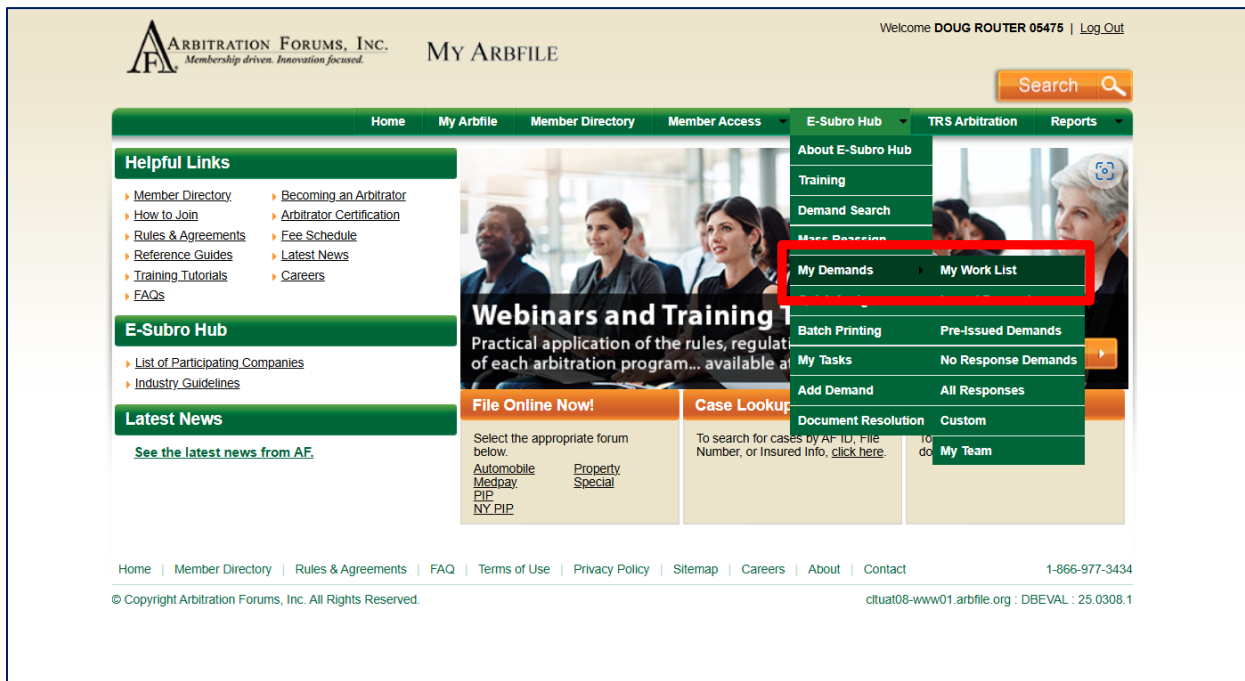 Welcome DOUG ROUTER 05475 | Log Out
ARBITRATION FORUMS, INC.
Membership driven. Innovation focused.
MY ARBFILE
Search
Home My Arbfile Member Directory Member Access E-Subro Hub TRS Arbitration Reports
Helpful Links
Member Directory
How to Join
Rules & Agreements
Reference Guides
Training Tutorials
FAQs
Becoming an Arbitrator
Arbitrator Certification
Fee Schedule
Latest News
Careers
E-Subro Hub
List of Participating Companies
Industry Guidelines
Latest News
See the latest news from AF.
Webinars and Training
Practical application of the rules,
of each arbitration program... available
About E-Subro Hub
Training
Demand Search
Mass Reassign
My Demands
Batch Printing
My Tasks
Add Demand
Document Resolution
My Work List
Pre-Issued Demands
No Response Demands
All Responses
Custom
My Team
File Online Now!
Select the appropriate forum
below.
Automobile Property
Medpay Special
PIP
NY PIP
Case Lookup
To search for cases by AF ID, File
Number, or Insured Info, click here.
Home | Member Directory | Rules & Agreements | FAQ | Terms of Use | Privacy Policy | Sitemap | Careers | About | Contact 1-866-977-3434
© Copyright Arbitration Forums, Inc. All Rights Reserved. cltuat08-www01.arbfile.org : DBEVAL : 25.0308.1